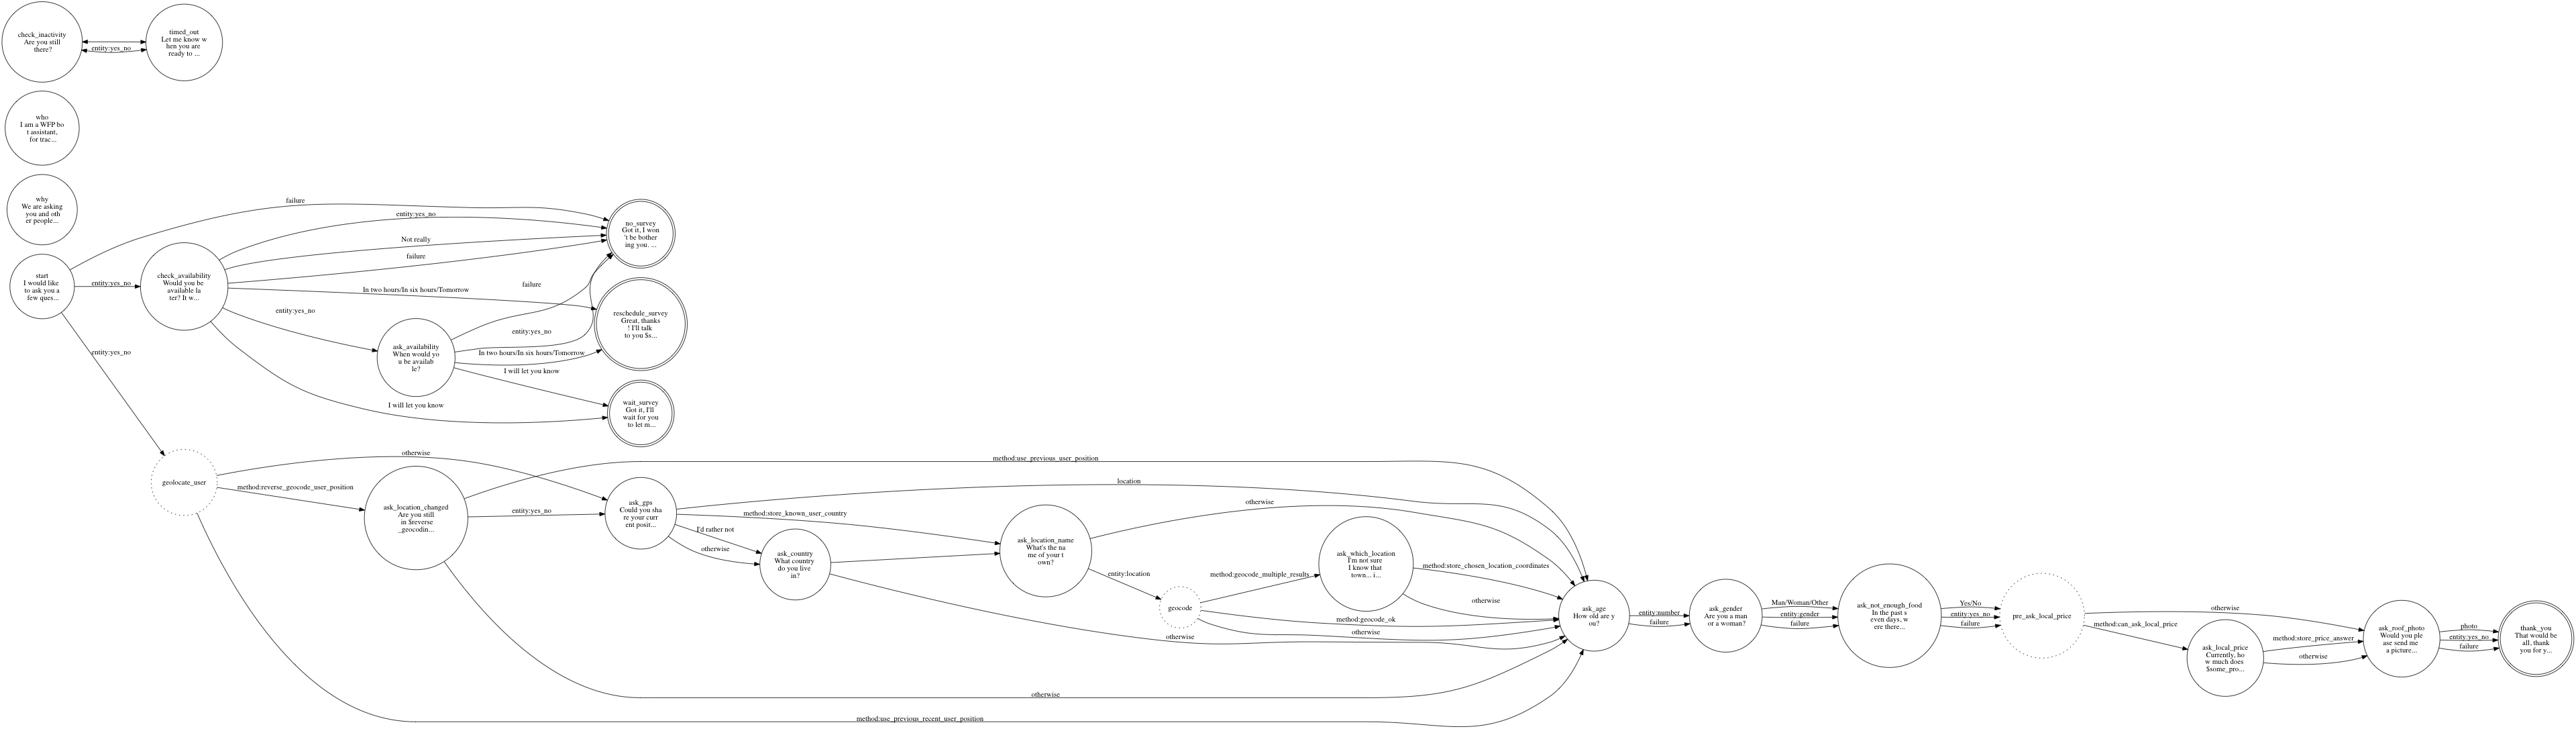 check_inactivity
Are you still
there?
entity:yes_no
timed_out
Let me know w
hen you are
ready to ...
who
I am a WFP bo
t assistant,
for trac...
why
We are asking
you and oth
er people...
start
I would like
to ask you a
few ques...
failure
entity:yes_no
entity:yes_no
check_availability
Would you be
available la
ter? It w...
entity:yes_no
Not really
failure
In two hours/In six hours/Tomorrow
entity:yes_no
I will let you know
ask_availability
When would yo
u be availab
le?
failure
entity:yes_no
In two hours/In six hours/Tomorrow
I will let you know
no_survey
Got it, I won
't be bother
ing you. ...
reschedule_survey
Great, thanks
! I'll talk
to you $s...
wait_survey
Got it, I'll
wait for you
to let m...
geolocate_user
otherwise
method:reverse_geocode_user_position
method:use_previous_recent_user_position
ask_location_changed
Are you still
in $reverse
_geocodin...
method:use_previous_user_position
entity:yes_no
otherwise
ask_gps
Could you sha
re your curr
ent posit...
location
method:store_known_user_country
I'd rather not
otherwise
ask_country
What country
do you live
in?
otherwise
ask_location_name
What's the na
me of your t
own?
otherwise
entity:location
geocode
method:geocode_multiple_results
method:geocode_ok
otherwise
ask_which_location
I'm not sure
I know that
town... i...
method:store_chosen_location_coordinates
otherwise
ask_age
How old are y
ou?
entity:number
failure
ask_gender
Are you a man
or a woman?
Man/Woman/Other
entity:gender
failure
ask_not_enough_food
In the past s
even days, w
ere there...
Yes/No
entity:yes_no
failure
pre_ask_local_price
otherwise
method:can_ask_local_price
ask_local_price
Currently, ho
w much does
$some_pro...
method:store_price_answer
otherwise
ask_roof_photo
Would you ple
ase send me
a picture...
photo
entity:yes_no
failure
thank_you
That would be
all, thank
you for y...